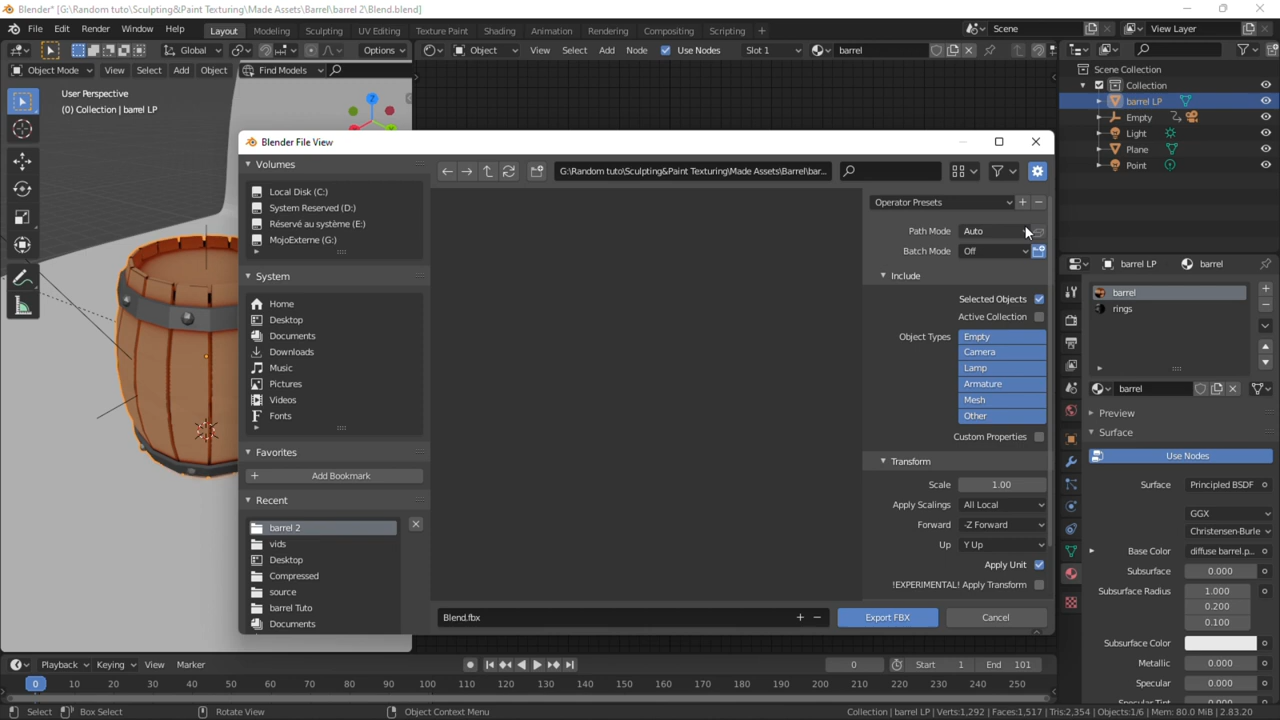 Blender* [G:\Random tuto\Sculpting&Paint Texturing\Made Assets\Barrel\barrel 2\Blend.blend]
File Edit Render Window Help Layout Modeling Sculpting UV Editing Texture Paint Shading Animation Rendering Compositing Scripting + Scene View Layer
Global Options Object View Select Add Node Use Nodes Slot 1 barrel
Object Mode View Select Add Object Find Models
Scene Collection
Collection
barrel LP
Empty
Light
Plane
Point
User Perspective
(0) Collection | barrel LP
Blender File View
Volumes
Local Disk (C:)
System Reserved (D:)
Réservé au système (E:)
MojoExterne (G:)
System
Home
Desktop
Documents
Downloads
Music
Pictures
Videos
Fonts
Favorites
Add Bookmark
Recent
barrel 2
vids
Desktop
Compressed
source
barrel Tuto
Documents
G:\Random tuto\Sculpting&Paint Texturing\Made Assets\Barrel\bar...
Operator Presets
Path Mode Auto
Batch Mode Off
Include
Selected Objects
Active Collection
Object Types Empty
Camera
Lamp
Armature
Mesh
Other
Custom Properties
Transform
Scale 1.00
Apply Scalings All Local
Forward -Z Forward
Up Y Up
Apply Unit
!EXPERIMENTAL! Apply Transform
Blend.fbx Export FBX Cancel
barrel LP barrel
barrel
rings
barrel
Preview
Surface
Use Nodes
Surface Principled BSDF
GGX
Christensen-Burle
Base Color diffuse barrel.p...
Subsurface 0.000
Subsurface Radius 1.000
0.200
0.100
Subsurface Color
Metallic 0.000
Specular 0.000
Specular Tint
Playback Keying View Marker 0 Start 1 End 101
0 10 20 30 40 50 60 70 80 90 100 110 120 130 140 150 160 170 180 190 200 210 220 230 240 250
Select Box Select Rotate View Object Context Menu Collection | barrel LP | Verts:1,292 | Faces:1,517 | Tris:2,354 | Objects:1/6 | Mem: 80.0 MiB | 2.83.20